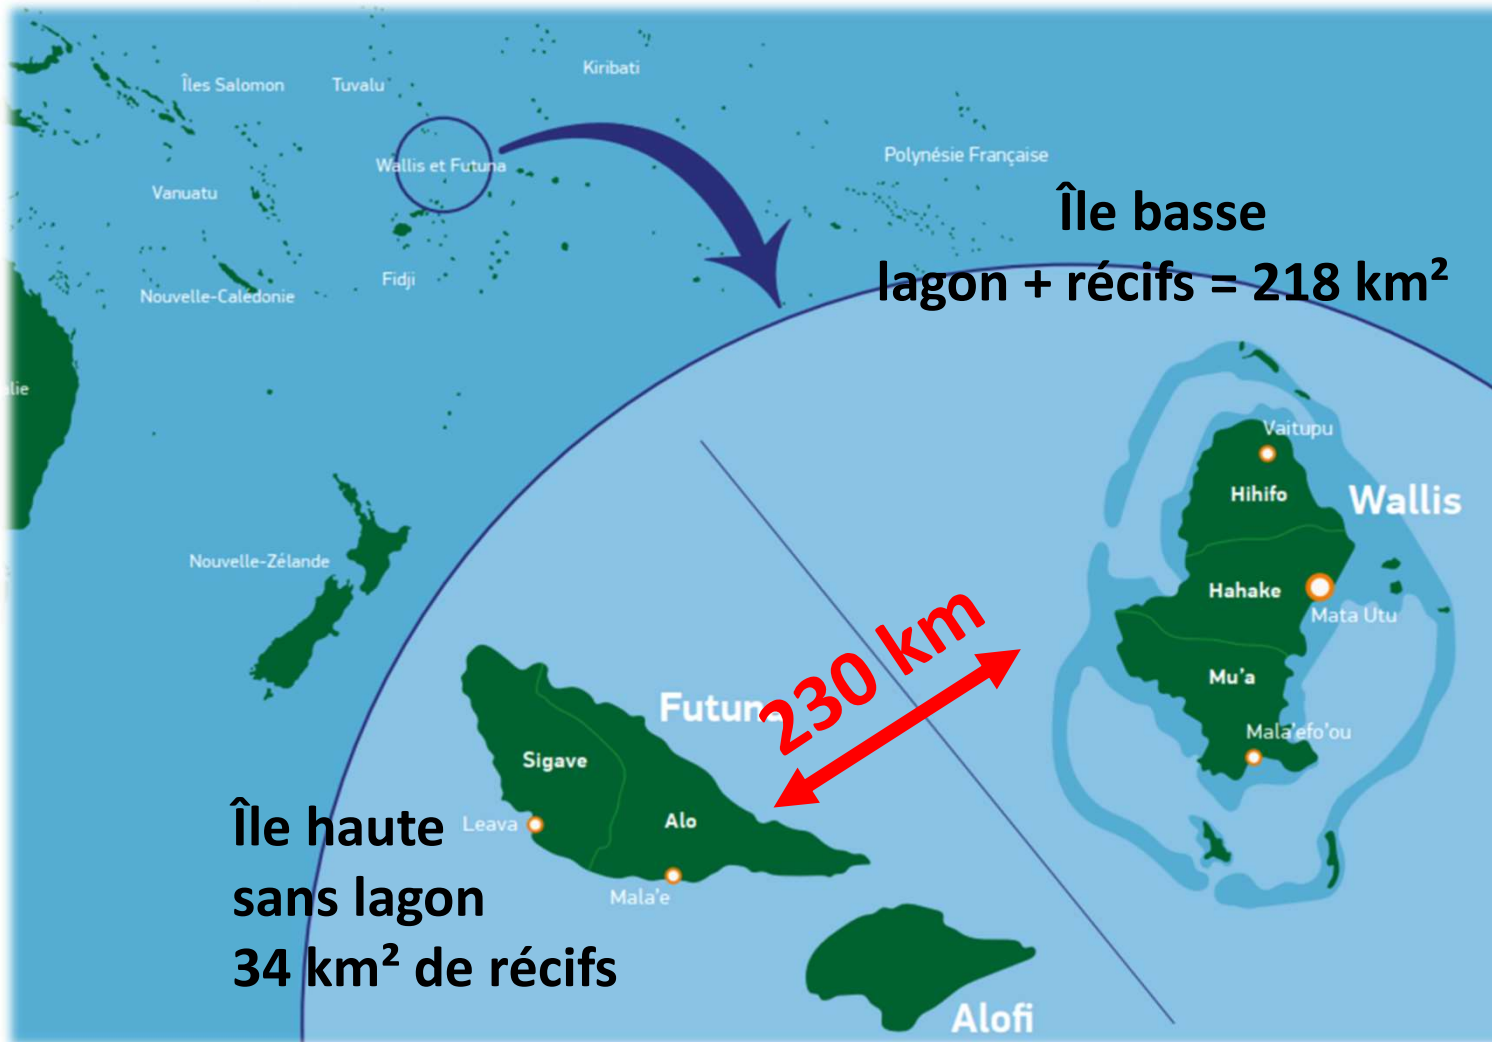 Kiribati
Îles Salomon
Tuvalu
Polynésie Française
Wallis et Futuna
Vanuatu
Île basse
lagon + récifs = 218 km²
Fidji
Nouvelle-Calédonie
alie
Vaitupu
Hihifo
Wallis
Nouvelle-Zélande
Hahake
Mata Utu
230 km
Mu'a
Futuna
Mala'efo'ou
Sigave
Alo
Leava
Île haute
sans lagon
34 km² de récifs
Mala'e
Alofi